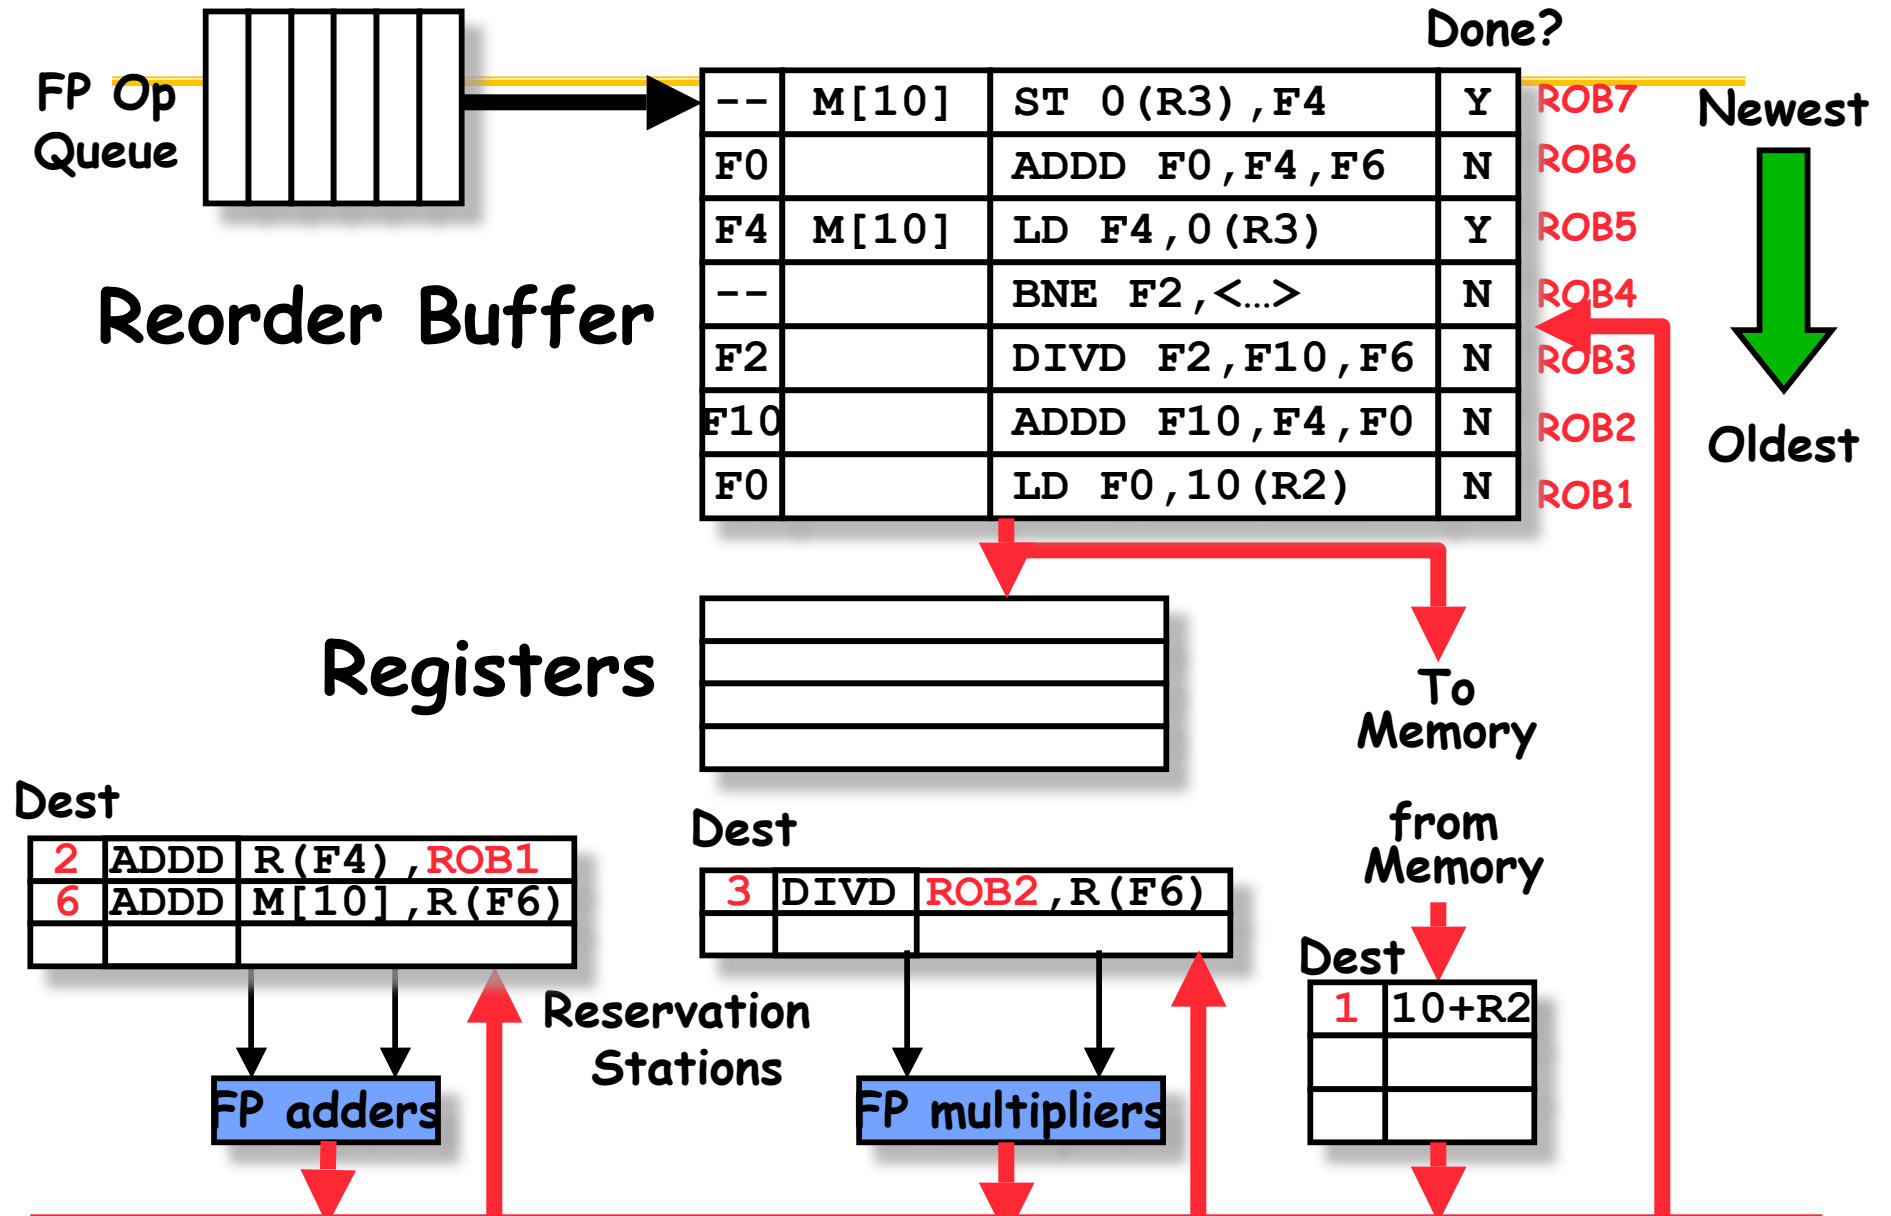 Done?
FP Op
Queue
-- M[10] ST 0(R3),F4 Y ROB7
Newest
F0 ADDD F0,F4,F6 N ROB6
F4 M[10] LD F4,0(R3) Y ROB5
-- BNE F2,<…> N ROB4
Reorder Buffer
F2 DIVD F2,F10,F6 N ROB3
F10 ADDD F10,F4,F0 N ROB2
Oldest
F0 LD F0,10(R2) N ROB1
Registers
To
Memory
Dest
2 ADDD R(F4),ROB1
6 ADDD M[10],R(F6)
Dest
3 DIVD ROB2,R(F6)
from
Memory
Dest
1 10+R2
Reservation
Stations
FP adders
FP multipliers